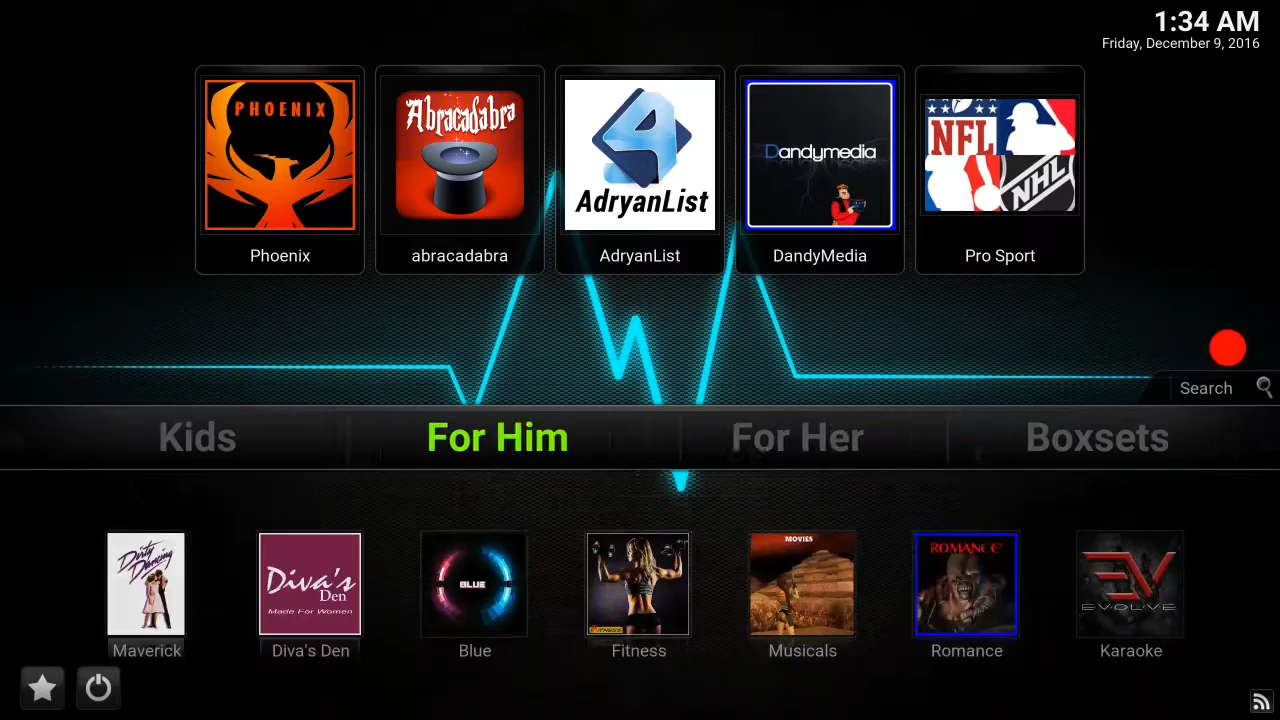 1:34 AM
Friday, December 9, 2016
PHOENIX
Abracadabra
AdryanList
Dandymedia
NFL
NHL
Phoenix
abracadabra
AdryanList
DandyMedia
Pro Sport
Search
Kids
For Him
For Her
Boxsets
Dirty
Dancing
Diva's
Den
Made For Women
BLUE
FITNESS
MOVIES
ROMANCE
EV
EVOLVE
Maverick
Diva's Den
Blue
Fitness
Musicals
Romance
Karaoke